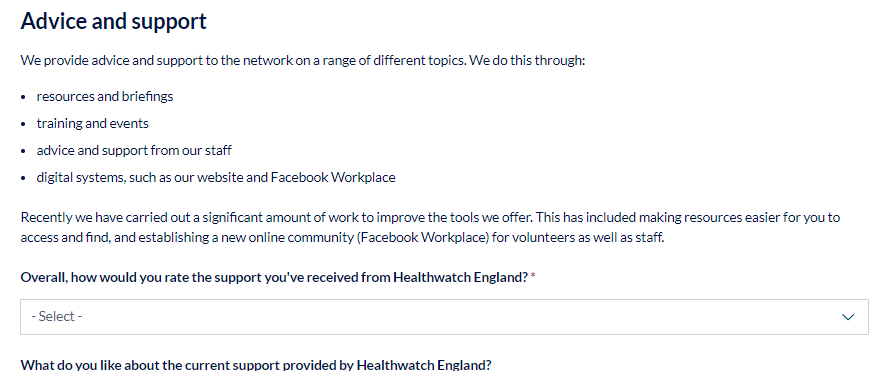 Advice and support
We provide advice and support to the network on a range of different topics. We do this through:
• resources and briefings
• training and events
• advice and support from our staff
• digital systems, such as our website and Facebook Workplace
Recently we have carried out a significant amount of work to improve the tools we offer. This has included making resources easier for you to
access and find, and establishing a new online community (Facebook Workplace) for volunteers as well as staff.
Overall, how would you rate the support you've received from Healthwatch England? *
- Select -
What do you like about the current support provided by Healthwatch England?